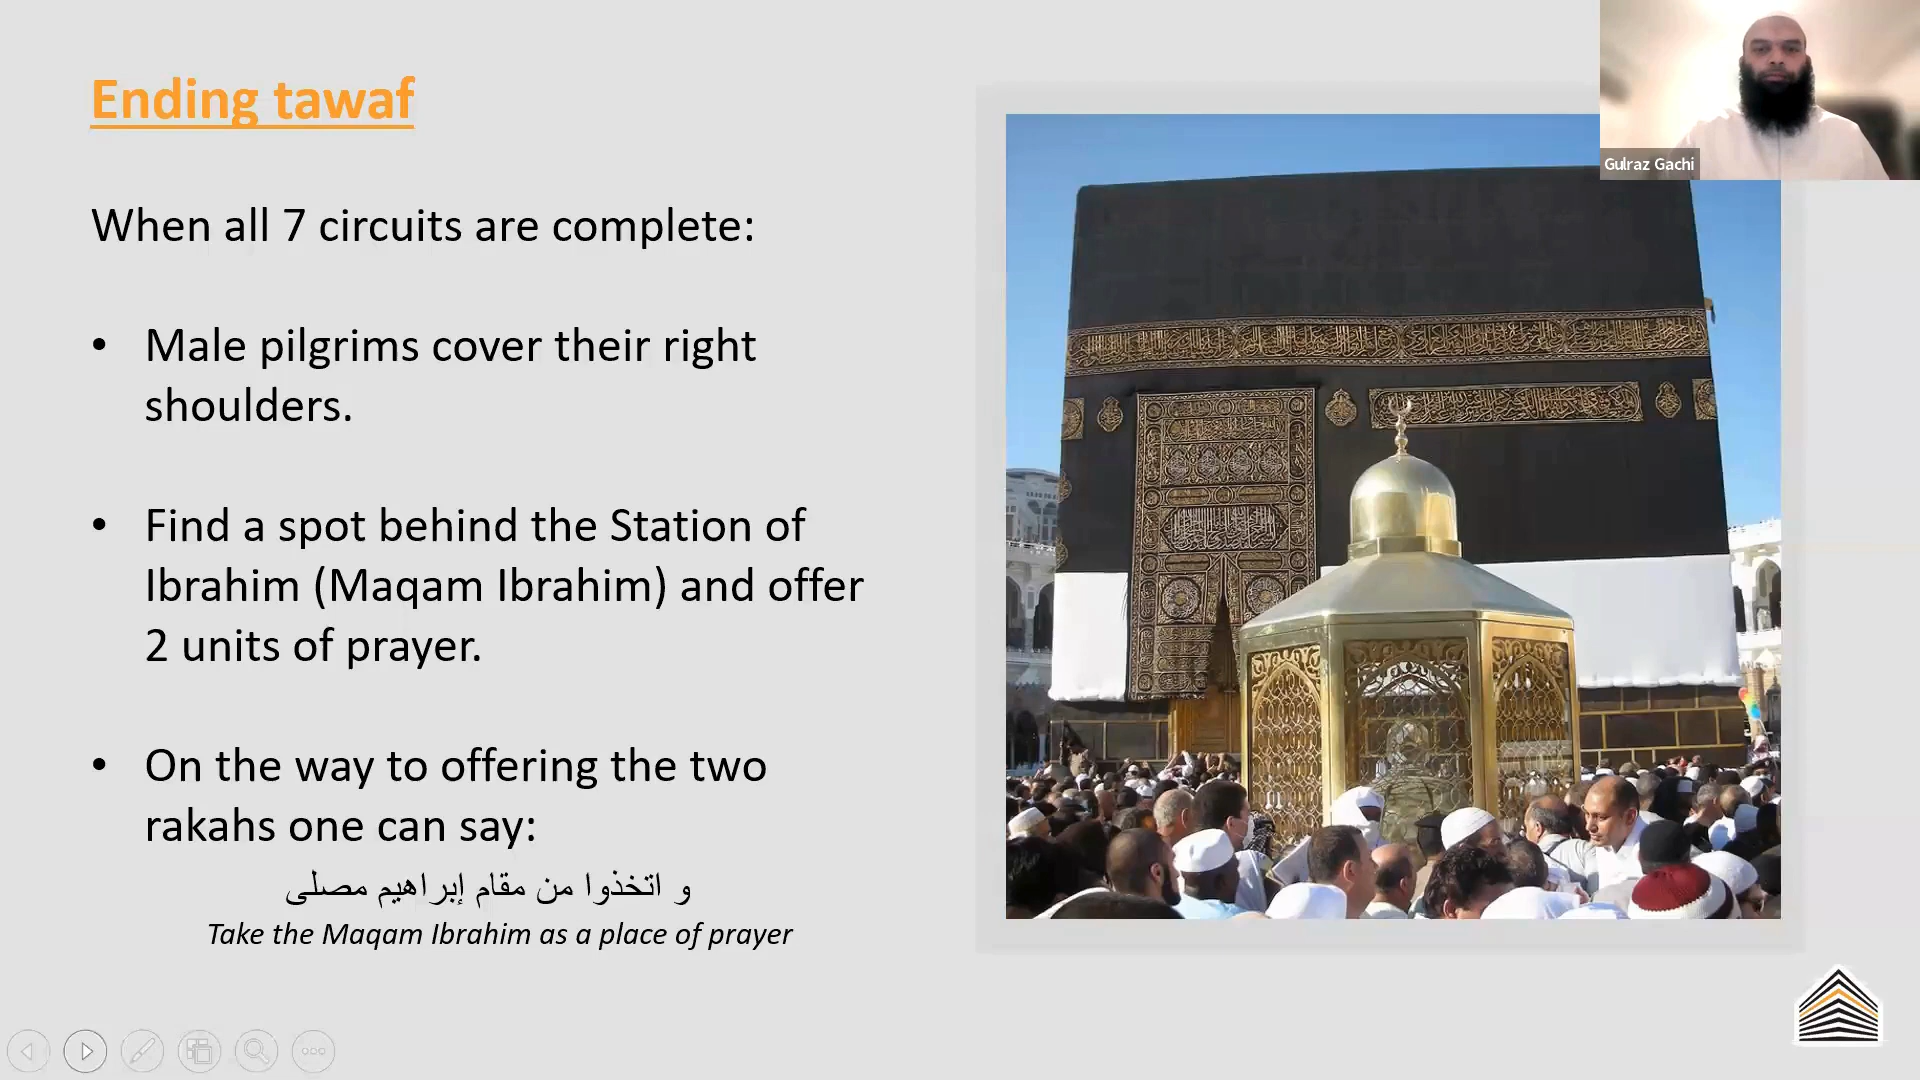 Ending tawaf
When all 7 circuits are complete:
• Male pilgrims cover their right
shoulders.
• Find a spot behind the Station of
Ibrahim (Maqam Ibrahim) and offer
2 units of prayer.
• On the way to offering the two
rakahs one can say:
و اتخذوا من مقام إبراهيم مصلى
Take the Maqam Ibrahim as a place of prayer
Gulraz Gachi